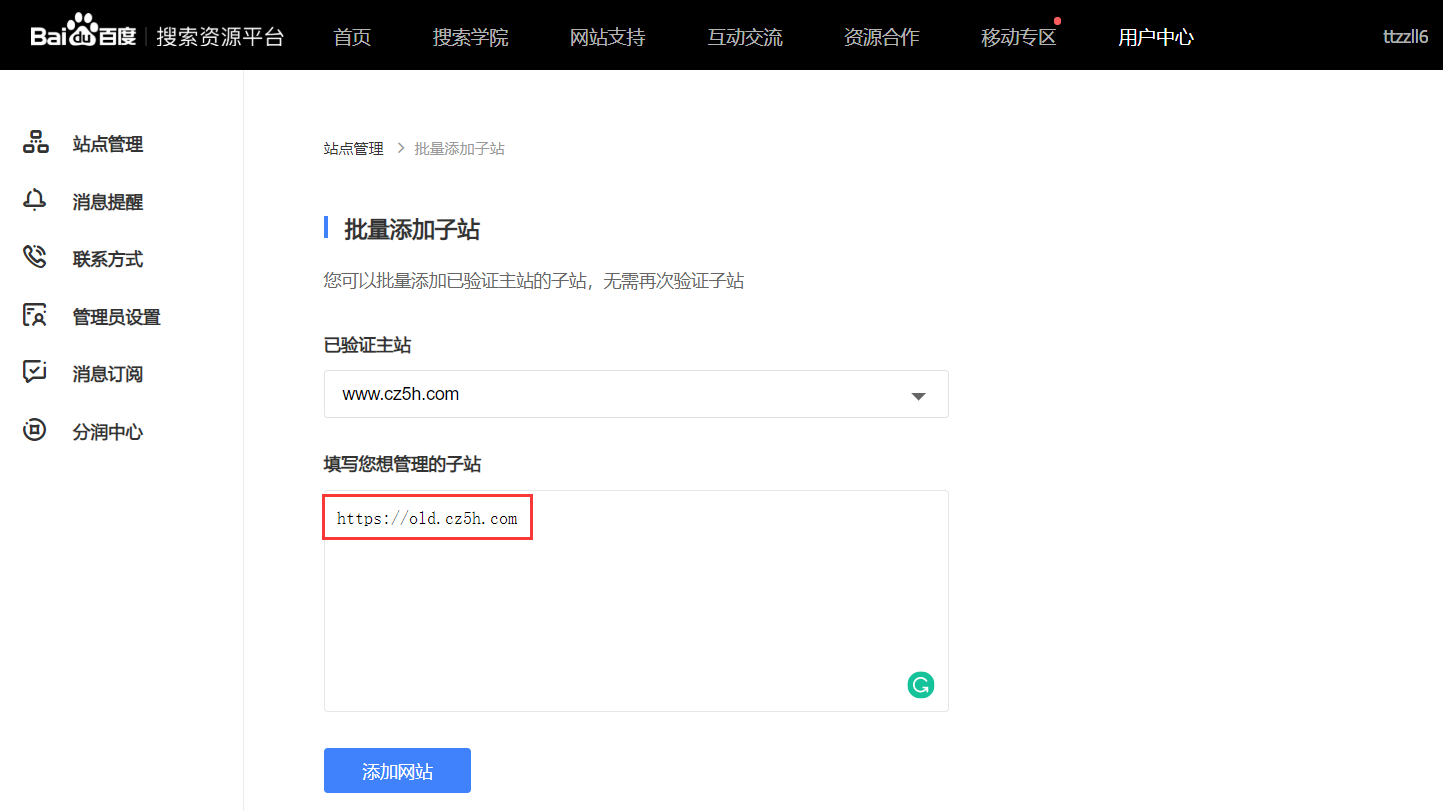 Bai du 百度 搜索资源平台 首页 搜索学院 网站支持 互动交流 资源合作 移动专区 用户中心 ttzzll6
站点管理
消息提醒
联系方式
管理员设置
消息订阅
分润中心
站点管理 > 批量添加子站
批量添加子站
您可以批量添加已验证主站的子站，无需再次验证子站
已验证主站
www.cz5h.com
填写您想管理的子站
https://old.cz5h.com
添加网站